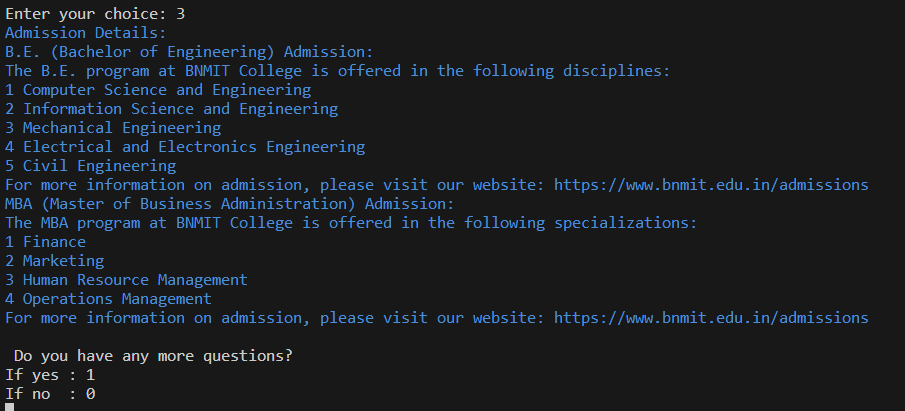 Enter your choice: 3
Admission Details:
B.E. (Bachelor of Engineering) Admission:
The B.E. program at BNMIT College is offered in the following disciplines:
1 Computer Science and Engineering
2 Information Science and Engineering
3 Mechanical Engineering
4 Electrical and Electronics Engineering
5 Civil Engineering
For more information on admission, please visit our website: https://www.bnmit.edu.in/admissions
MBA (Master of Business Administration) Admission:
The MBA program at BNMIT College is offered in the following specializations:
1 Finance
2 Marketing
3 Human Resource Management
4 Operations Management
For more information on admission, please visit our website: https://www.bnmit.edu.in/admissions
Do you have any more questions?
If yes : 1
If no  : 0